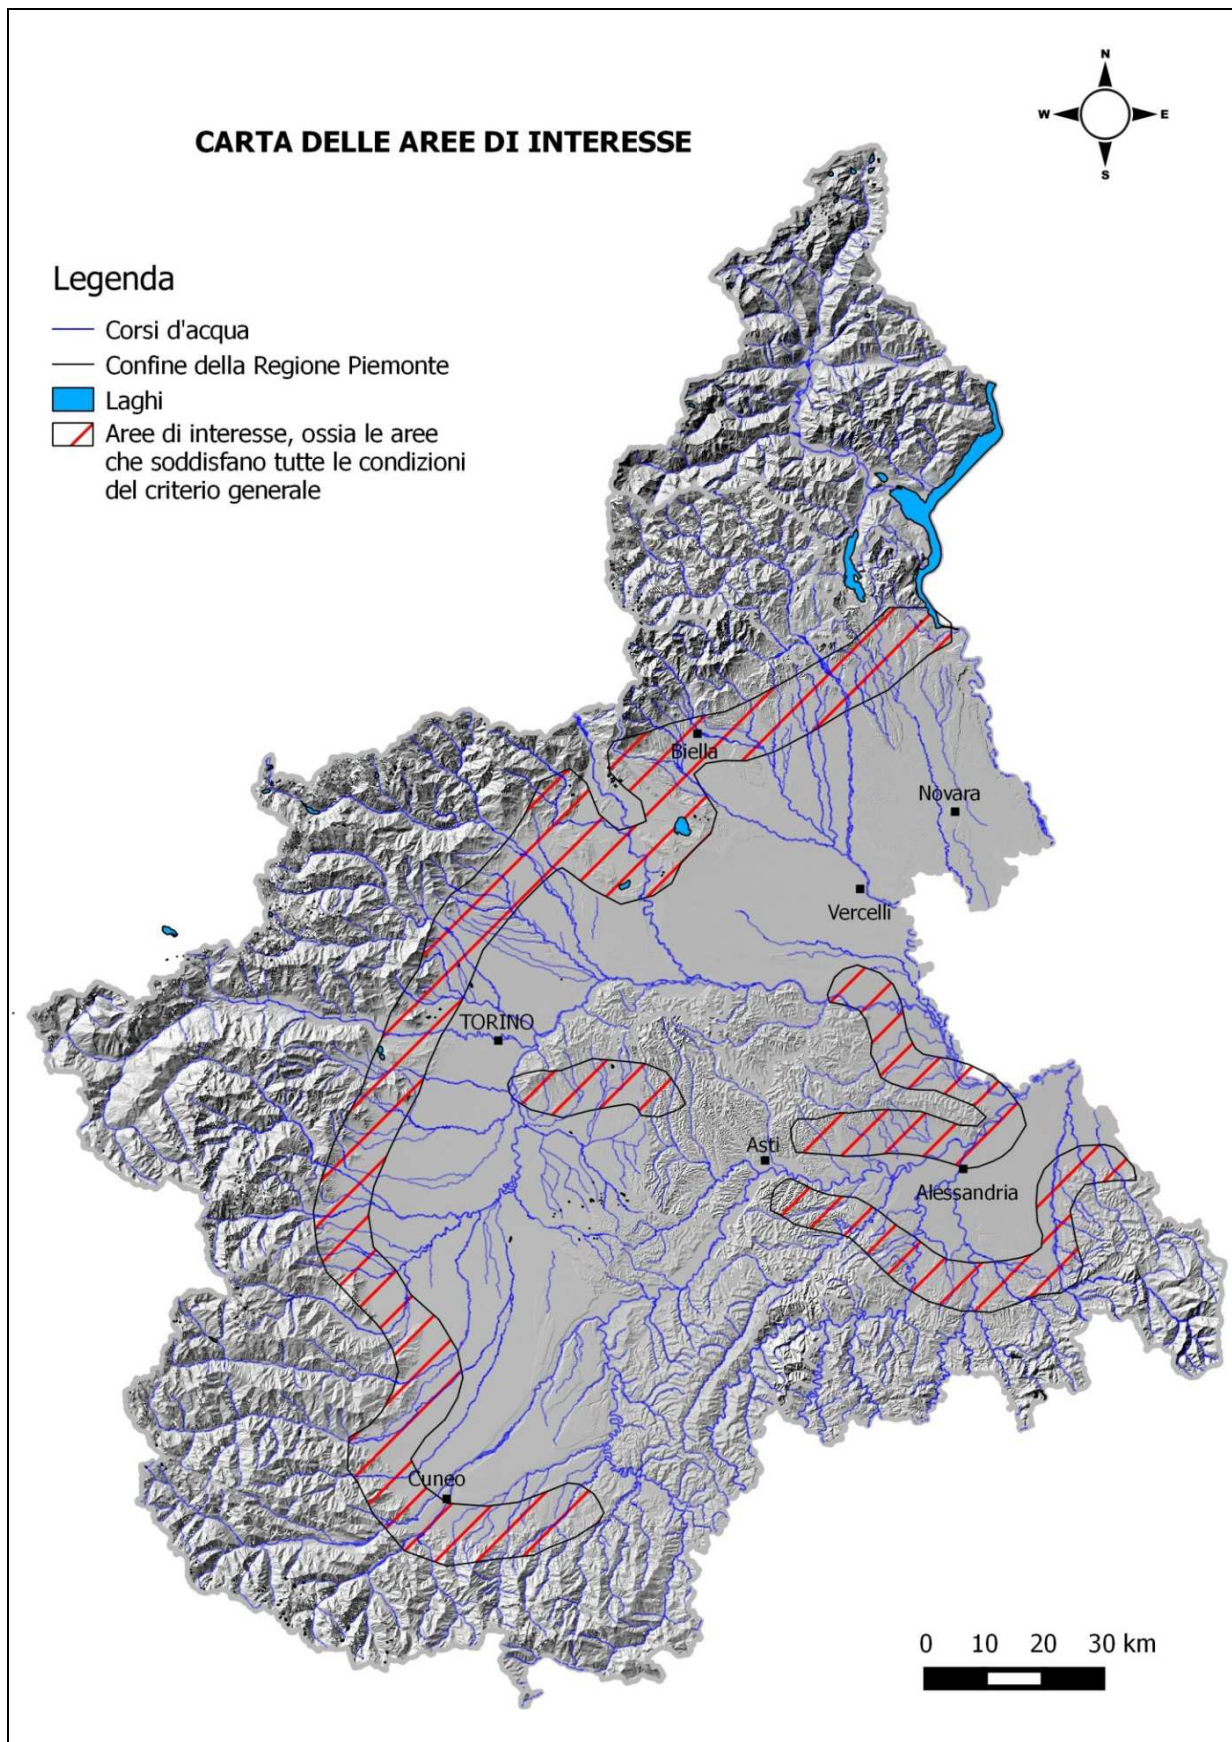 N
W E
S
CARTA DELLE AREE DI INTERESSE
Legenda
Corsi d'acqua
Confine della Regione Piemonte
Laghi
Aree di interesse, ossia le aree
che soddisfano tutte le condizioni
del criterio generale
Biella
Novara
Vercelli
TORINO
Asti
Alessandria
Cuneo
0 10 20 30 km